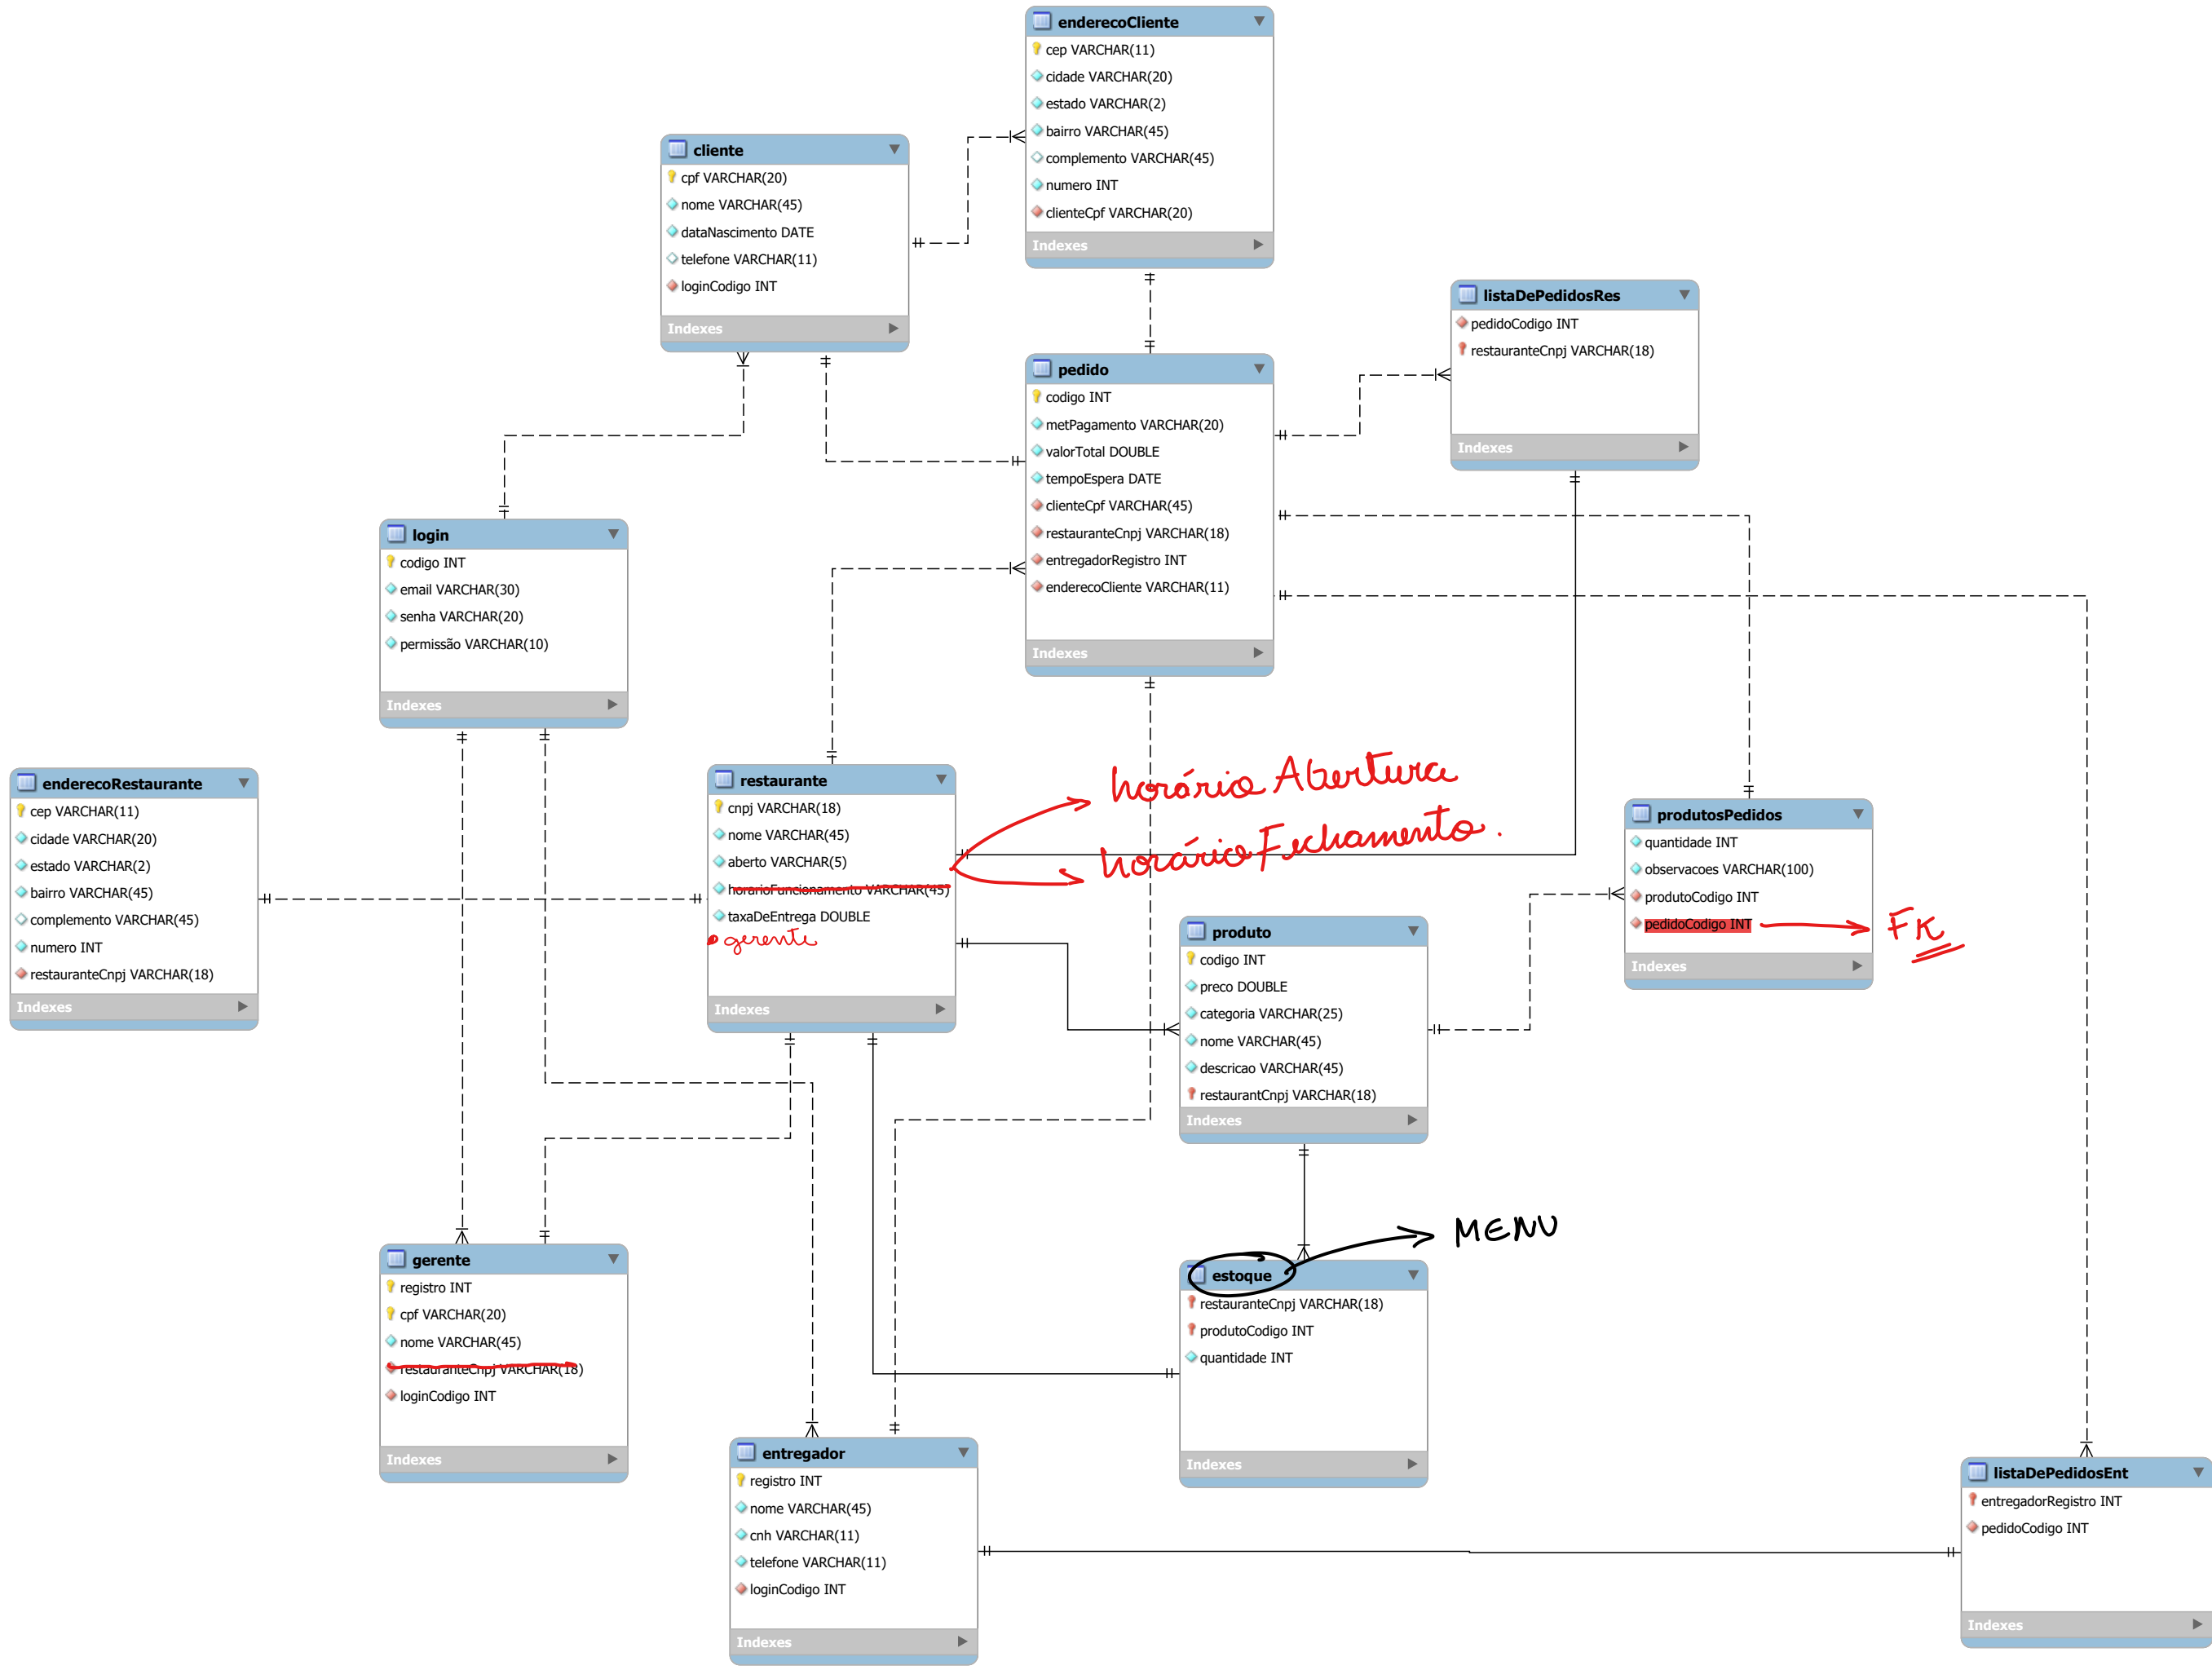 enderecoCliente
cep VARCHAR(11)
cidade VARCHAR(20)
estado VARCHAR(2)
bairro VARCHAR(45)
complemento VARCHAR(45)
numero INT
clienteCpf VARCHAR(20)
Indexes
cliente
cpf VARCHAR(20)
nome VARCHAR(45)
dataNascimento DATE
telefone VARCHAR(11)
loginCodigo INT
Indexes
listaDePedidosRes
pedidoCodigo INT
restauranteCnpj VARCHAR(18)
Indexes
pedido
codigo INT
metPagamento VARCHAR(20)
valorTotal DOUBLE
tempoEspera DATE
clienteCpf VARCHAR(45)
restauranteCnpj VARCHAR(18)
entregadorRegistro INT
enderecoCliente VARCHAR(11)
Indexes
login
codigo INT
email VARCHAR(30)
senha VARCHAR(20)
permissão VARCHAR(10)
Indexes
enderecoRestaurante
cep VARCHAR(11)
cidade VARCHAR(20)
estado VARCHAR(2)
bairro VARCHAR(45)
complemento VARCHAR(45)
numero INT
restauranteCnpj VARCHAR(18)
Indexes
restaurante
cnpj VARCHAR(18)
nome VARCHAR(45)
aberto VARCHAR(5)
horarioFuncionamento VARCHAR(45)
taxaDeEntrega DOUBLE
gerente
Indexes
horário Abertura
horário Fechamento.
produtosPedidos
quantidade INT
observacoes VARCHAR(100)
produtoCodigo INT
pedidoCodigo INT
Indexes
FK
produto
codigo INT
preco DOUBLE
categoria VARCHAR(25)
nome VARCHAR(45)
descricao VARCHAR(45)
restaurantCnpj VARCHAR(18)
Indexes
gerente
registro INT
cpf VARCHAR(20)
nome VARCHAR(45)
restauranteCnpj VARCHAR(18)
loginCodigo INT
Indexes
MENU
estoque
restauranteCnpj VARCHAR(18)
produtoCodigo INT
quantidade INT
Indexes
entregador
registro INT
nome VARCHAR(45)
cnh VARCHAR(11)
telefone VARCHAR(11)
loginCodigo INT
Indexes
listaDePedidosEnt
entregadorRegistro INT
pedidoCodigo INT
Indexes